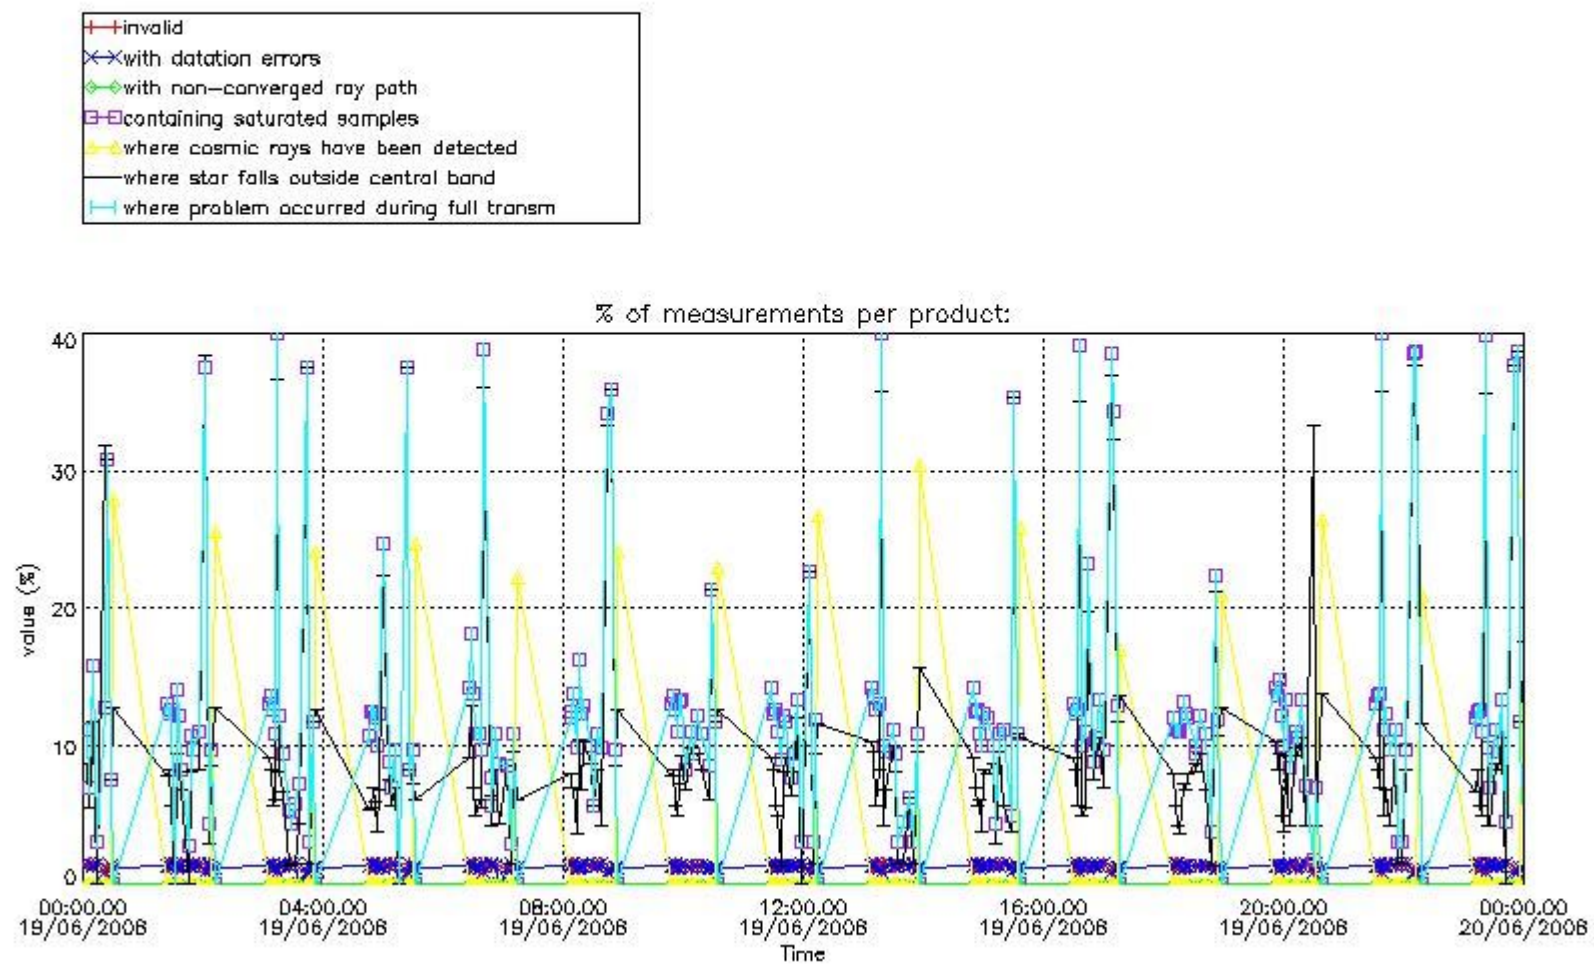 invalid
with datation errors
with non-converged ray path
containing saturated samples
where cosmic rays have been detected
where star falls outside central band
where problem occurred during full transm
% of measurements per product:
40
30
20
10
0
value (%)
00:00:00 04:00:00 08:00:00 12:00:00 16:00:00 20:00:00 00:00:00
19/06/2008 19/06/2008 19/06/2008 19/06/2008 19/06/2008 19/06/2008 20/06/2008
Time